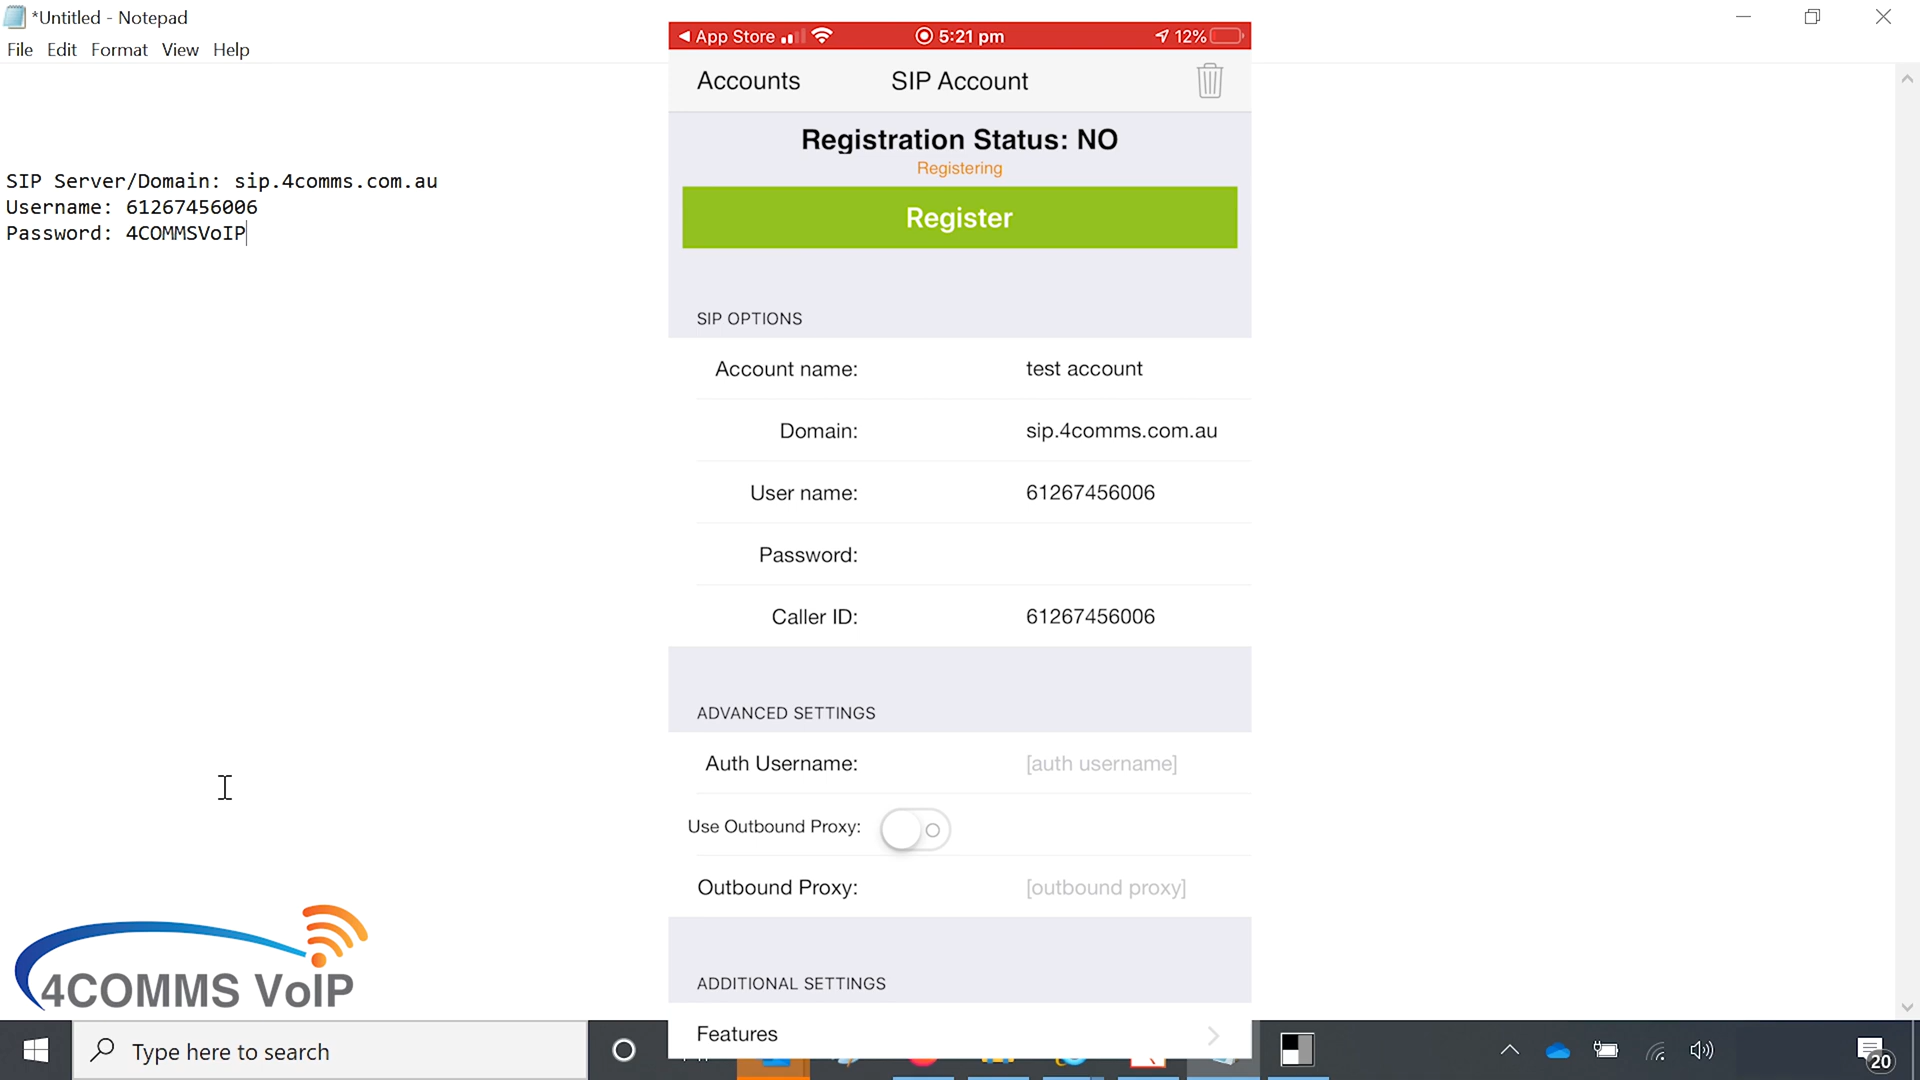 *Untitled - Notepad
File Edit Format View Help
SIP Server/Domain: sip.4comms.com.au
Username: 61267456006
Password: 4COMMSVoIP
App Store 5:21 pm 12%
Accounts SIP Account
Registration Status: NO
Registering
Register
SIP OPTIONS
Account name: test account
Domain: sip.4comms.com.au
User name: 61267456006
Password:
Caller ID: 61267456006
ADVANCED SETTINGS
Auth Username: [auth username]
Use Outbound Proxy:
Outbound Proxy: [outbound proxy]
ADDITIONAL SETTINGS
Features
4COMMS VoIP
Type here to search
20